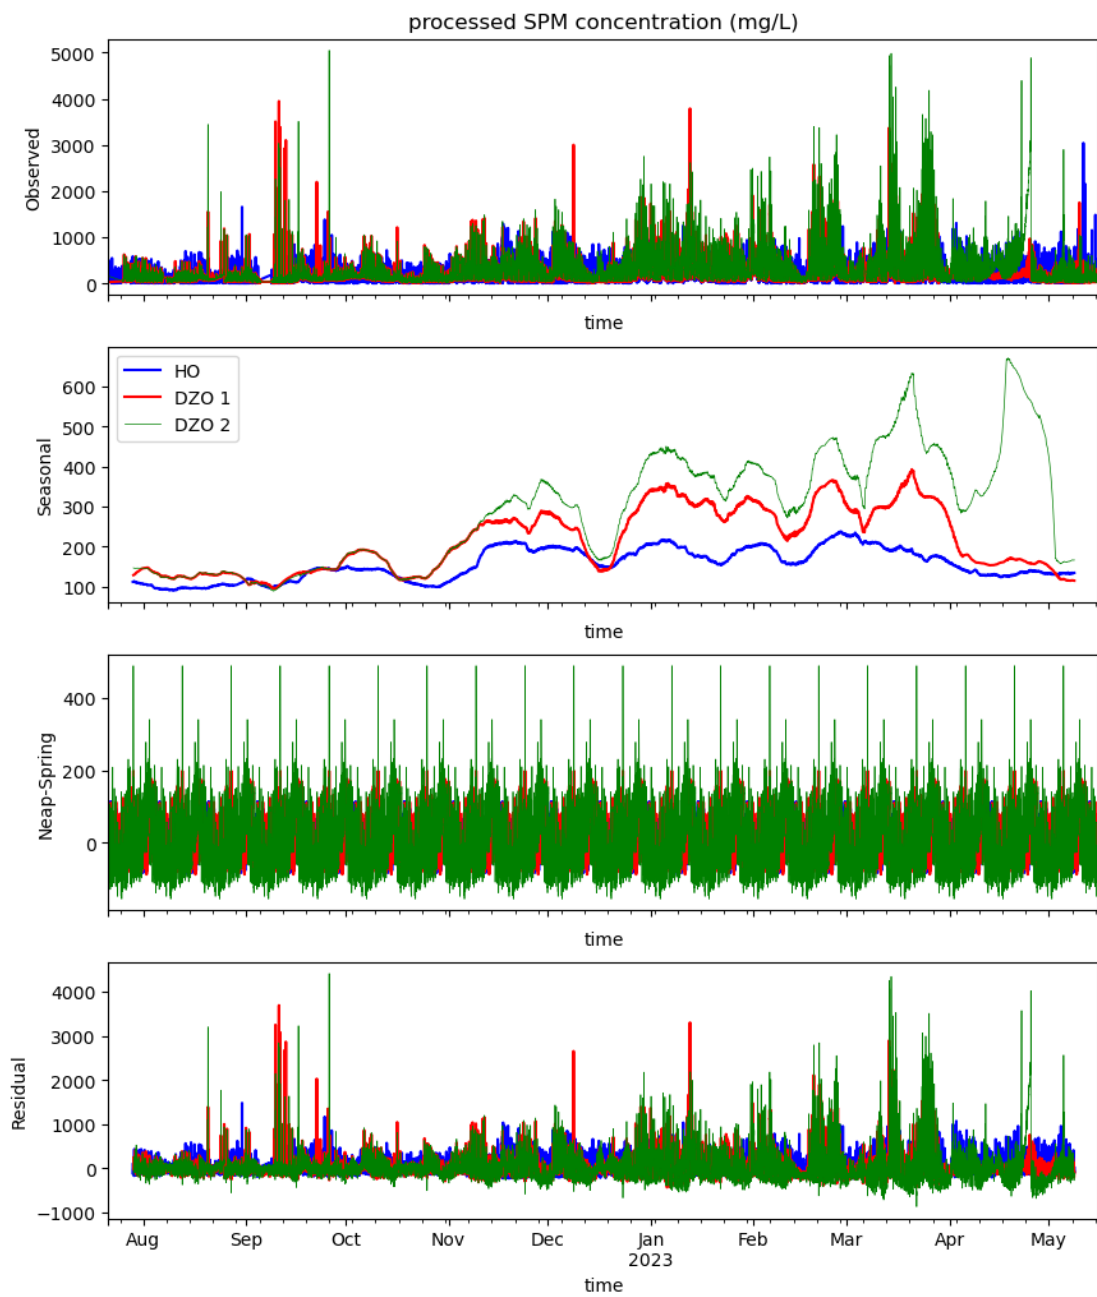 processed SPM concentration (mg/L)
Observed
5000
4000
3000
2000
1000
0
time
Seasonal
600
500
400
300
200
100
HO
DZO 1
DZO 2
time
Neap-Spring
400
200
0
time
Residual
4000
3000
2000
1000
0
−1000
Aug Sep Oct Nov Dec Jan Feb Mar Apr May
2023
time